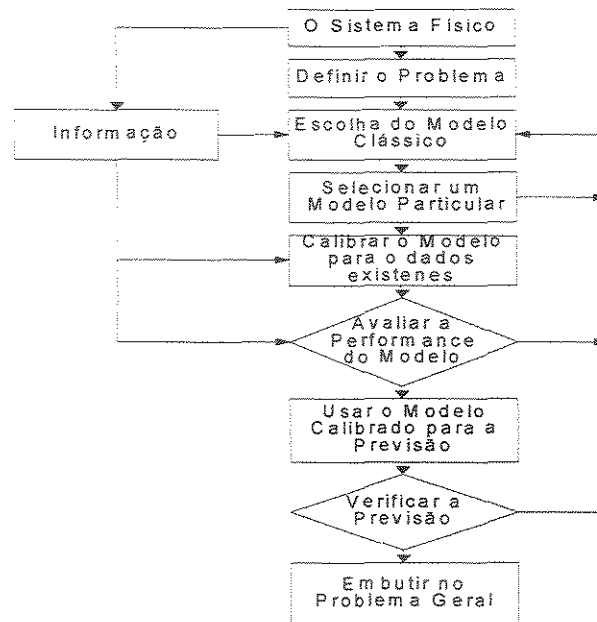 O Sistema Físico
Definir o Problema
Informação
Escolha do Modelo
Clássico
Selecionar um
Modelo Particular
Calibrar o Modelo
para o dados
existenes
Avaliar a
Performance
do Modelo
Usar o Modelo
Calibrado para a
Previsão
Verificar a
Previsão
Embutir no
Problema Geral